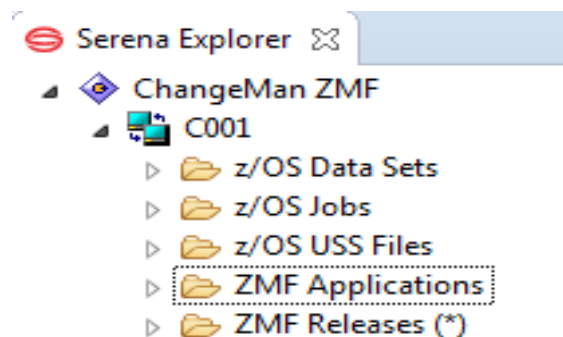 Serena Explorer
ChangeMan ZMF
C001
z/OS Data Sets
z/OS Jobs
z/OS USS Files
ZMF Applications
ZMF Releases (*)